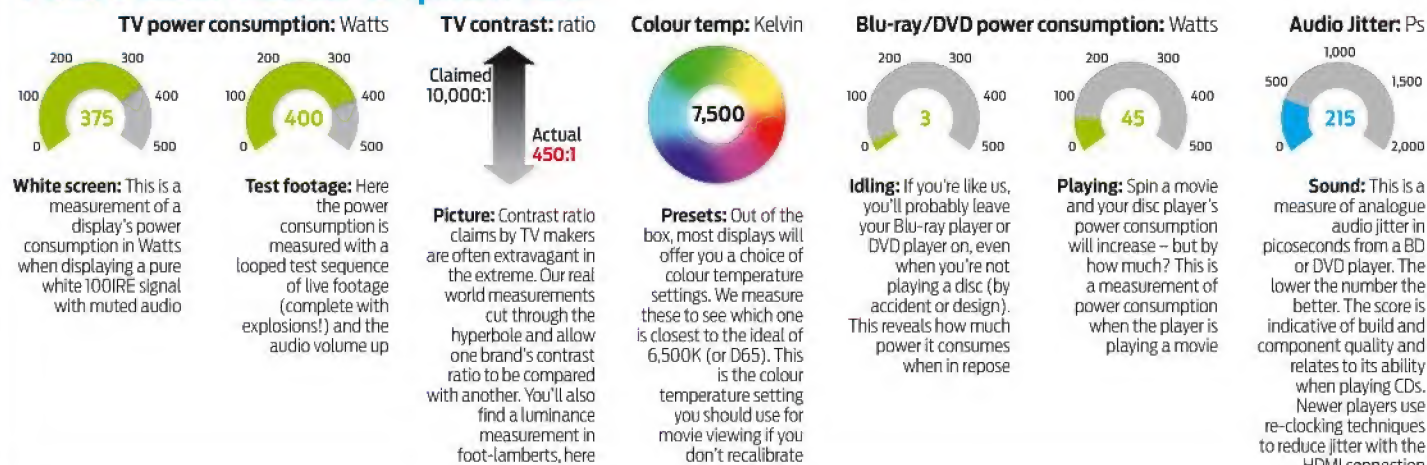 TV power consumption: Watts
200 300
100 375 400
0 500
White screen: This is a
measurement of a
display's power
consumption in Watts
when displaying a pure
white 100IRE signal
with muted audio
200 300
100 400 400
0 500
Test footage: Here
the power
consumption is
measured with a
looped test sequence
of live footage
(complete with
explosions!) and the
audio volume up
TV contrast: ratio
Claimed
10,000:1
Actual
450:1
Picture: Contrast ratio
claims by TV makers
are often extravagant in
the extreme. Our real
world measurements
cut through the
hyperbole and allow
one brand's contrast
ratio to be compared
with another. You'll also
find a luminance
measurement in
foot-lamberts, here
Colour temp: Kelvin
7,500
Presets: Out of the
box, most displays will
offer you a choice of
colour temperature
settings. We measure
these to see which one
is closest to the ideal of
6,500K (or D65). This
is the colour
temperature setting
you should use for
movie viewing if you
don't recalibrate
Blu-ray/DVD power consumption: Watts
200 300
100 3 400
0 500
Idling: If you're like us,
you'll probably leave
your Blu-ray player or
DVD player on, even
when you're not
playing a disc (by
accident or design).
This reveals how much
power it consumes
when in repose
200 300
100 45 400
0 500
Playing: Spin a movie
and your disc player's
power consumption
will increase – but by
how much? This is
a measurement of
power consumption
when the player is
playing a movie
Audio Jitter: Ps
1,000
500 1,500
215
0 2,000
Sound: This is a
measure of analogue
audio jitter in
picoseconds from a BD
or DVD player. The
lower the number the
better. The score is
indicative of build and
component quality and
relates to its ability
when playing CDs.
Newer players use
re-clocking techniques
to reduce jitter with the
HDMI connection